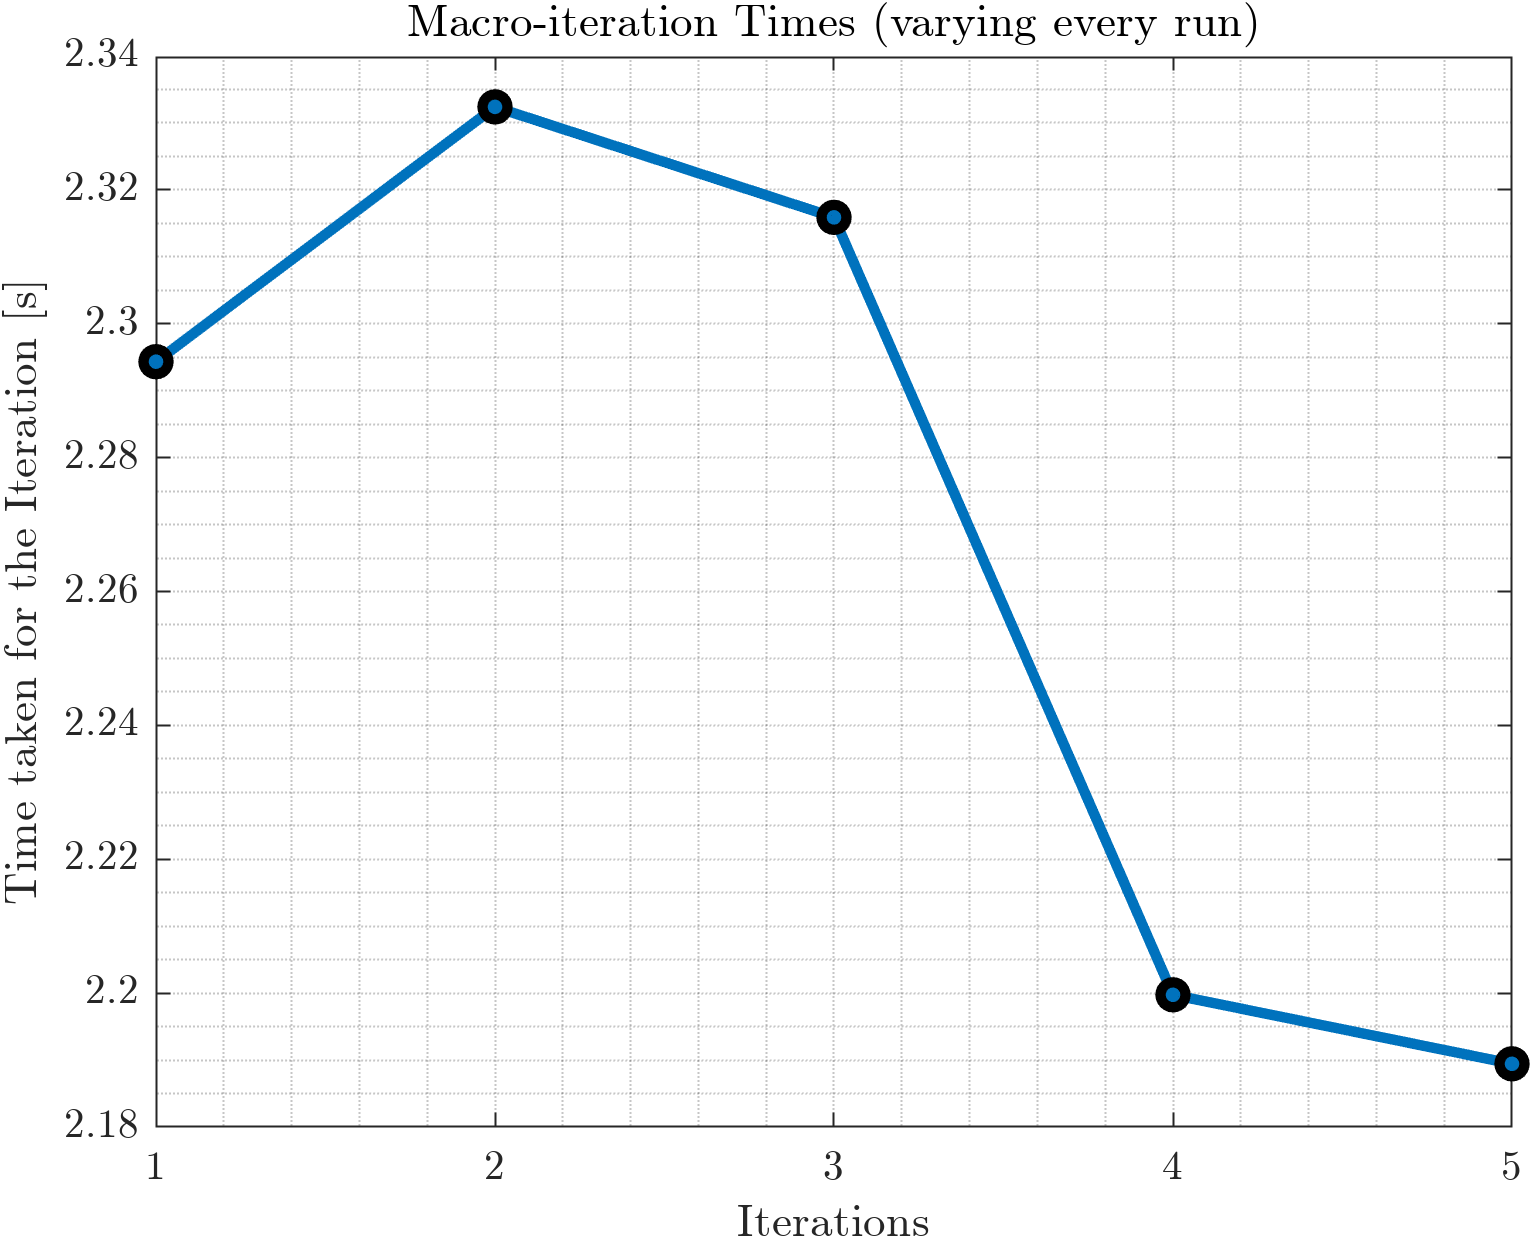 Macro-iteration Times (varying every run)
Time taken for the Iteration [s]
2.34
2.32
2.3
2.28
2.26
2.24
2.22
2.2
2.18
1 2 3 4 5
Iterations